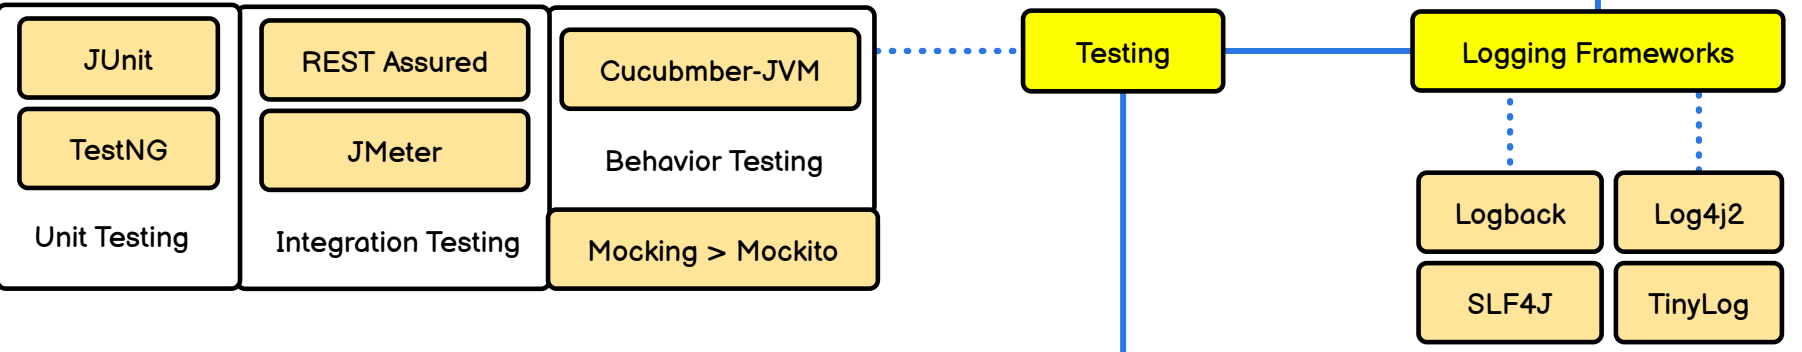 JUnit
TestNG
Unit Testing
REST Assured
JMeter
Integration Testing
Cucubmber-JVM
Behavior Testing
Mocking > Mockito
Testing
Logging Frameworks
Logback
Log4j2
SLF4J
TinyLog